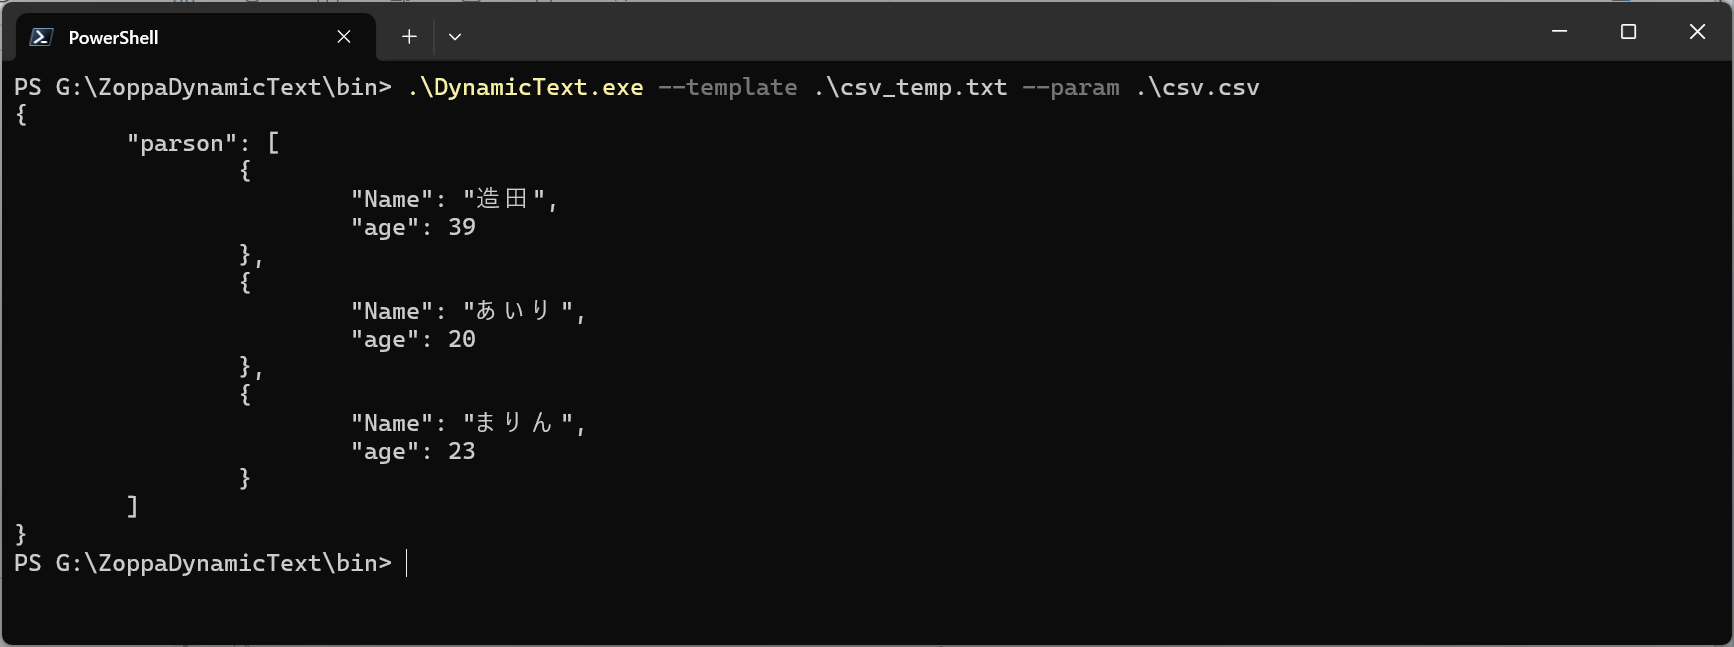 PowerShell
PS G:\ZoppaDynamicText\bin> .\DynamicText.exe --template .\csv_temp.txt --param .\csv.csv
{
        "parson": [
                {
                        "Name": "造田",
                        "age": 39
                },
                {
                        "Name": "あいり",
                        "age": 20
                },
                {
                        "Name": "まりん",
                        "age": 23
                }
        ]
}
PS G:\ZoppaDynamicText\bin>